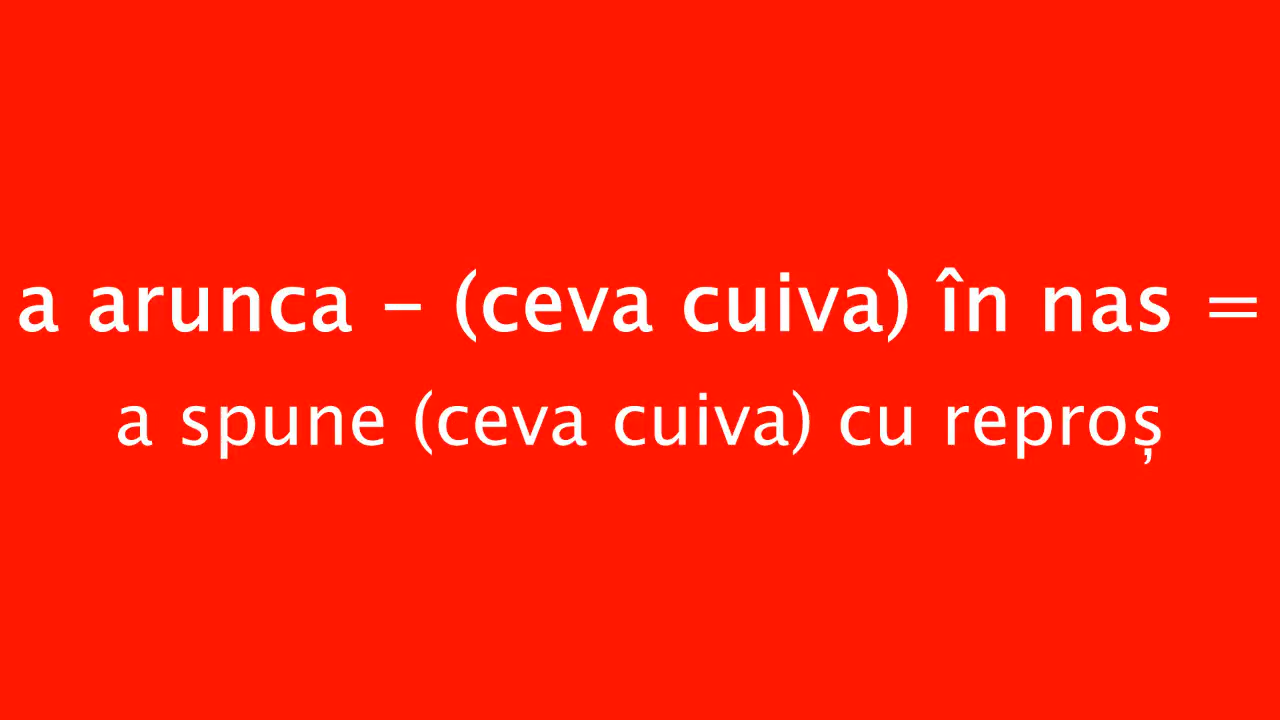 a arunca – (ceva cuiva) în nas =
a spune (ceva cuiva) cu reproș